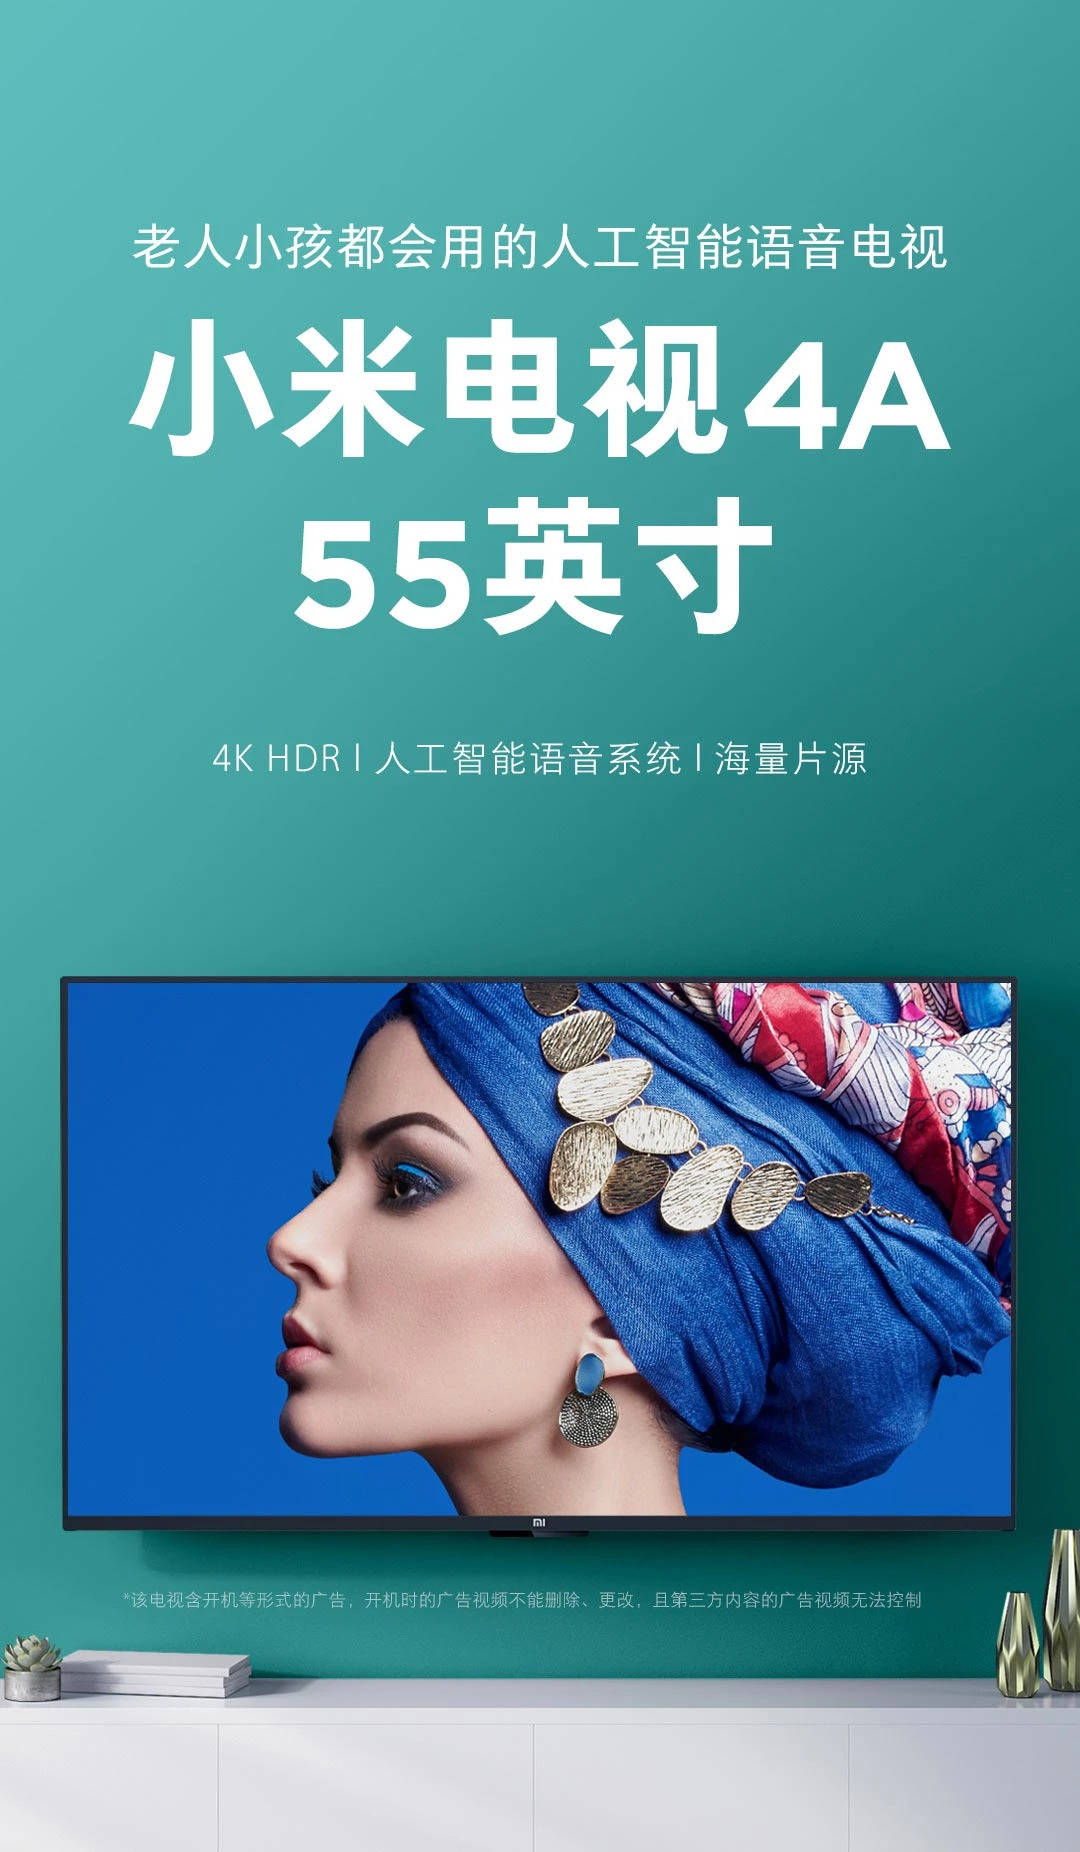 老人小孩都会用的人工智能语音电视
小米电视4A
55英寸
4K HDR | 人工智能语音系统 | 海量片源
mi
*该电视含开机等形式的广告，开机时的广告视频不能删除、更改，且第三方内容的广告视频无法控制